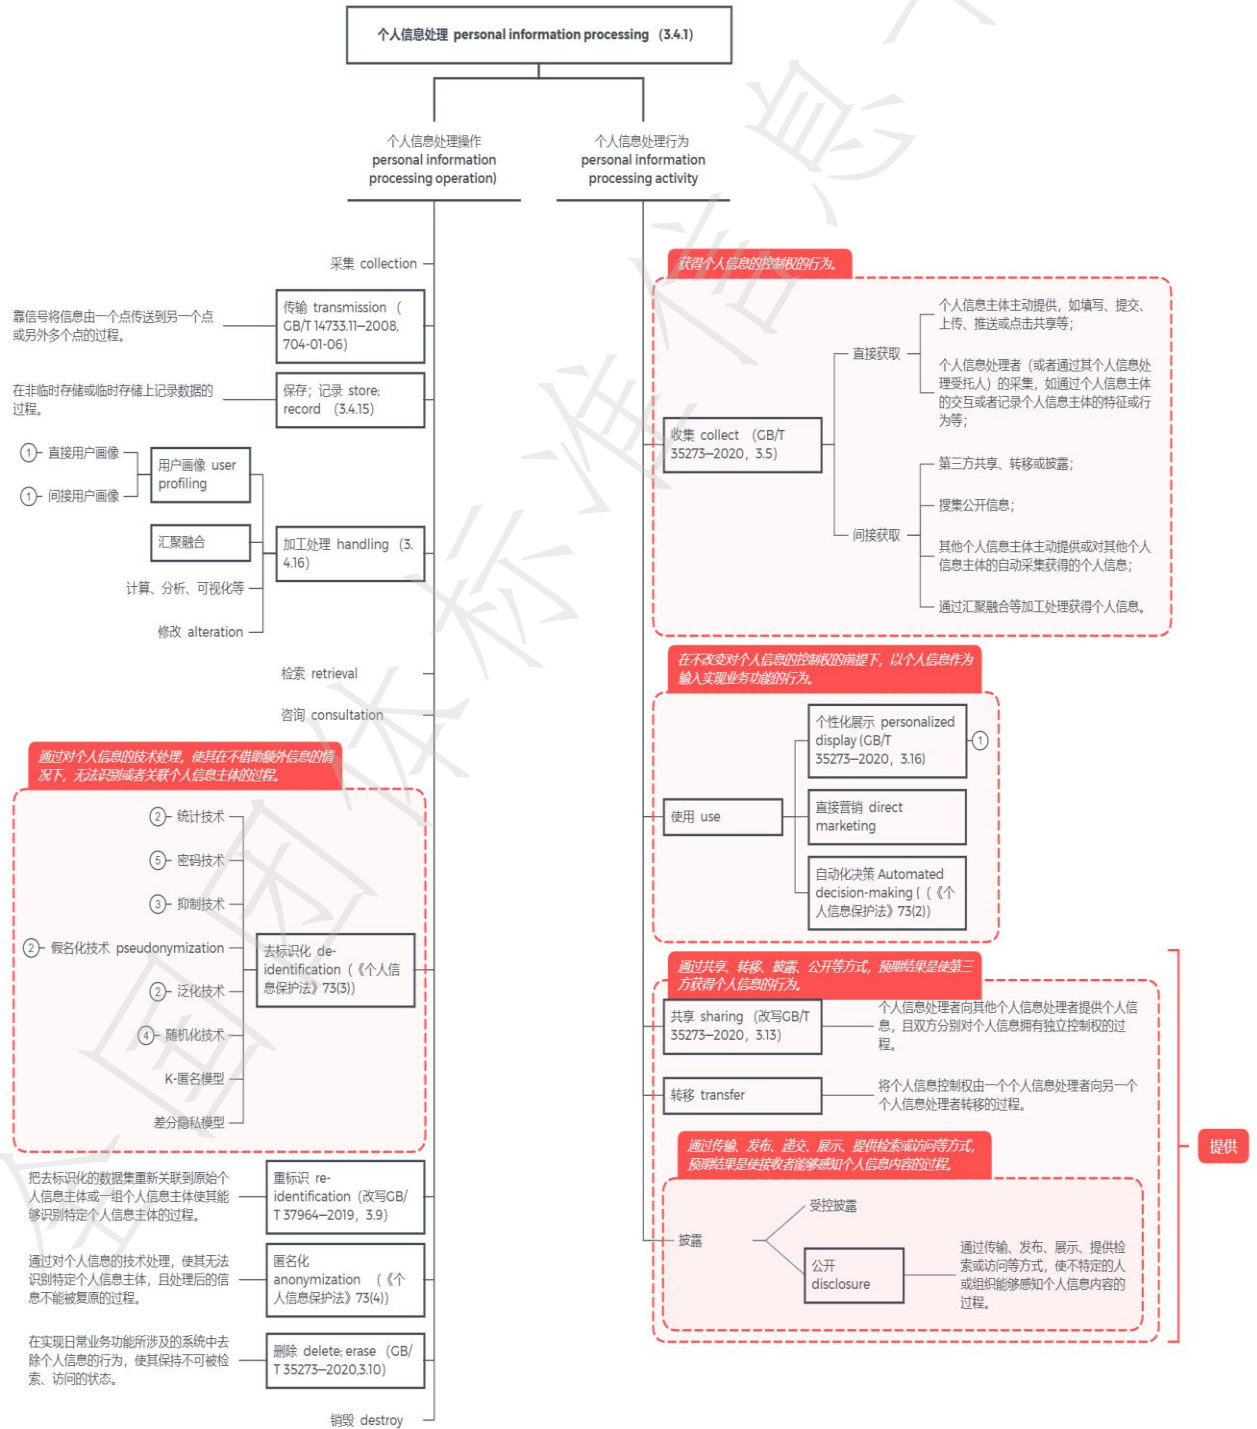 个人信息处理 personal information processing （3.4.1）
个人信息处理操作
personal information
processing operation)
采集 collection
传输 transmission （
GB/T 14733.11—2008,
704-01-06)
靠信号将信息由一个点传送到另一个点
或另外多个点的过程。
保存；记录 store;
record （3.4.15）
在非临时存储或临时存储上记录数据的
过程。
加工处理 handling （3.
4.16）
用户画像 user
profiling
直接用户画像
1
间接用户画像
1
汇聚融合
计算、分析、可视化等
修改 alteration
检索 retrieval
咨询 consultation
通过对个人信息的技术处理，使其在不借助额外信息的情
况下，无法识别或者关联个人信息主体的过程。
去标识化 de-
identification（《个人信
息保护法》73(3)）
2 统计技术
5 密码技术
3 抑制技术
2 假名化技术 pseudonymization
2 泛化技术
4 随机化技术
K-匿名模型
差分隐私模型
重标识 re-
identification（改写GB/
T 37964—2019，3.9）
把去标识化的数据集重新关联到原始个
人信息主体或一组个人信息主体使其能
够识别特定个人信息主体的过程。
匿名化
anonymization （《个
人信息保护法》73(4)）
通过对个人信息的技术处理，使其无法
识别特定个人信息主体，且处理后的信
息不能被复原的过程。
删除 delete; erase （GB/
T 35273—2020,3.10）
在实现日常业务功能所涉及的系统中去
除个人信息的行为，使其保持不可被检
索、访问的状态。
销毁 destroy
个人信息处理行为
personal information
processing activity
获得个人信息的控制权的行为。
收集 collect （GB/T
35273—2020，3.5）
直接获取
个人信息主体主动提供，如填写、提交、
上传、推送或点击共享等；
个人信息处理者（或者通过其个人信息处
理受托人）的采集，如通过个人信息主体
的交互或者记录个人信息主体的特征或行
为等；
间接获取
第三方共享、转移或披露；
搜集公开信息；
其他个人信息主体主动提供或对其他个人
信息主体的自动采集获得的个人信息；
通过汇聚融合等加工处理获得个人信息。
在不改变对个人信息的控制权的前提下，以个人信息作为
输入实现业务功能的行为。
使用 use
个性化展示 personalized
display (GB/T
35273—2020，3.16)
1
直接营销 direct
marketing
自动化决策 Automated
decision-making (（《个
人信息保护法》73(2)）
通过共享、转移、披露、公开等方式，预期结果是使第三
方获得个人信息的行为。
共享 sharing （改写GB/T
35273—2020，3.13）
个人信息处理者向其他个人信息处理者提供个人信
息，且双方分别对个人信息拥有独立控制权的过
程。
转移 transfer
将个人信息控制权由一个个人信息处理者向另一个
个人信息处理者转移的过程。
通过传输、发布、递交、展示、提供检索或访问等方式，
预期结果是使接收者能够感知个人信息内容的过程。
披露
受控披露
公开
disclosure
通过传输、发布、展示、提供检
索或访问等方式，使不特定的人
或组织能够感知个人信息内容的
过程。
提供
全国团体标准信息